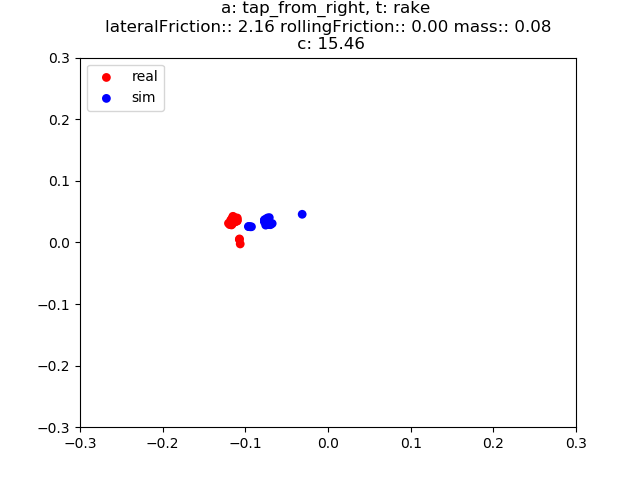 a: tap_from_right, t: rake
lateralFriction:: 2.16 rollingFriction:: 0.00 mass:: 0.08
c: 15.46
real
sim
0.3
0.2
0.1
0.0
−0.1
−0.2
−0.3
−0.3 −0.2 −0.1 0.0 0.1 0.2 0.3